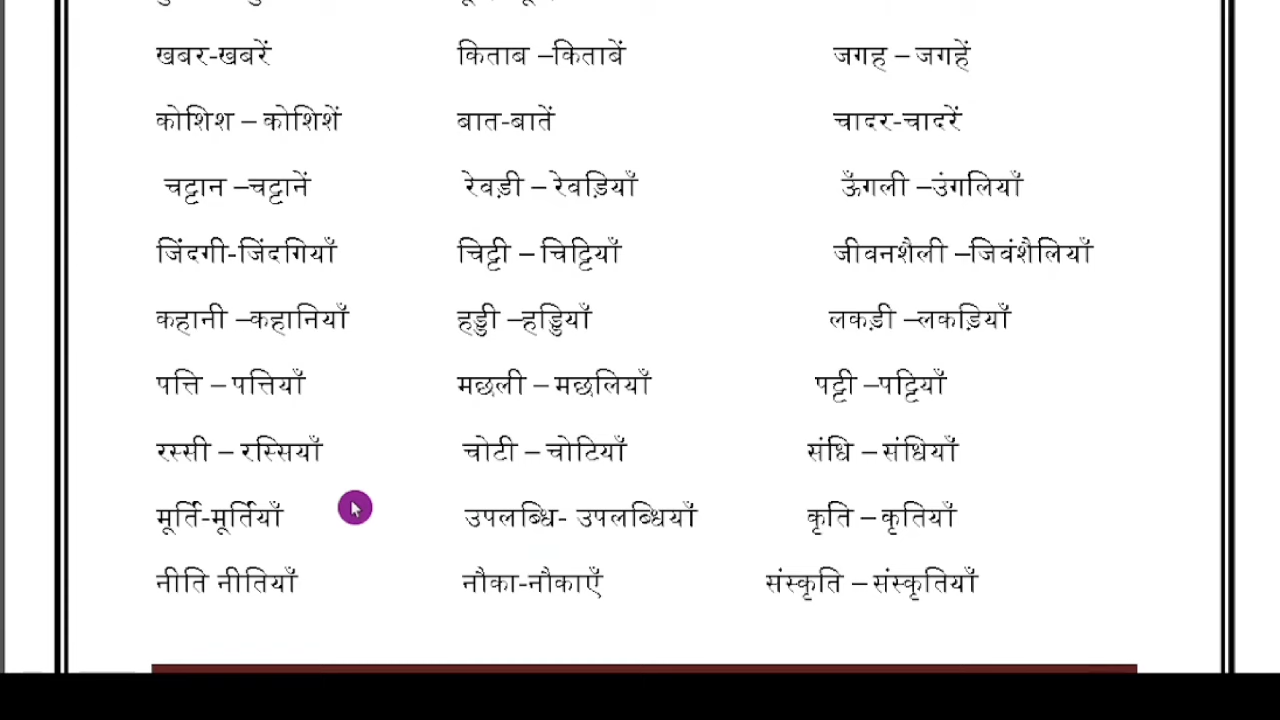 खबर-खबरें किताब –किताबें जगह – जगहें
कोशिश – कोशिशें बात-बातें चादर-चादरें
चट्टान –चट्टानें रेवड़ी – रेवड़ियाँ ऊँगली –उंगलियाँ
जिंदगी-जिंदगियाँ चिट्टी – चिट्टियाँ जीवनशैली –जिवंशैलियाँ
कहानी –कहानियाँ हड्डी –हड्डियाँ लकड़ी –लकड़ियाँ
पत्ति – पत्तियाँ मछली – मछलियाँ पट्टी –पट्टियाँ
रस्सी – रस्सियाँ चोटी – चोटियाँ संधि – संधियाँ
मूर्ति-मूर्तियाँ उपलब्धि- उपलब्धियाँ कृति – कृतियाँ
नीति नीतियाँ नौका-नौकाएँ संस्कृति – संस्कृतियाँ